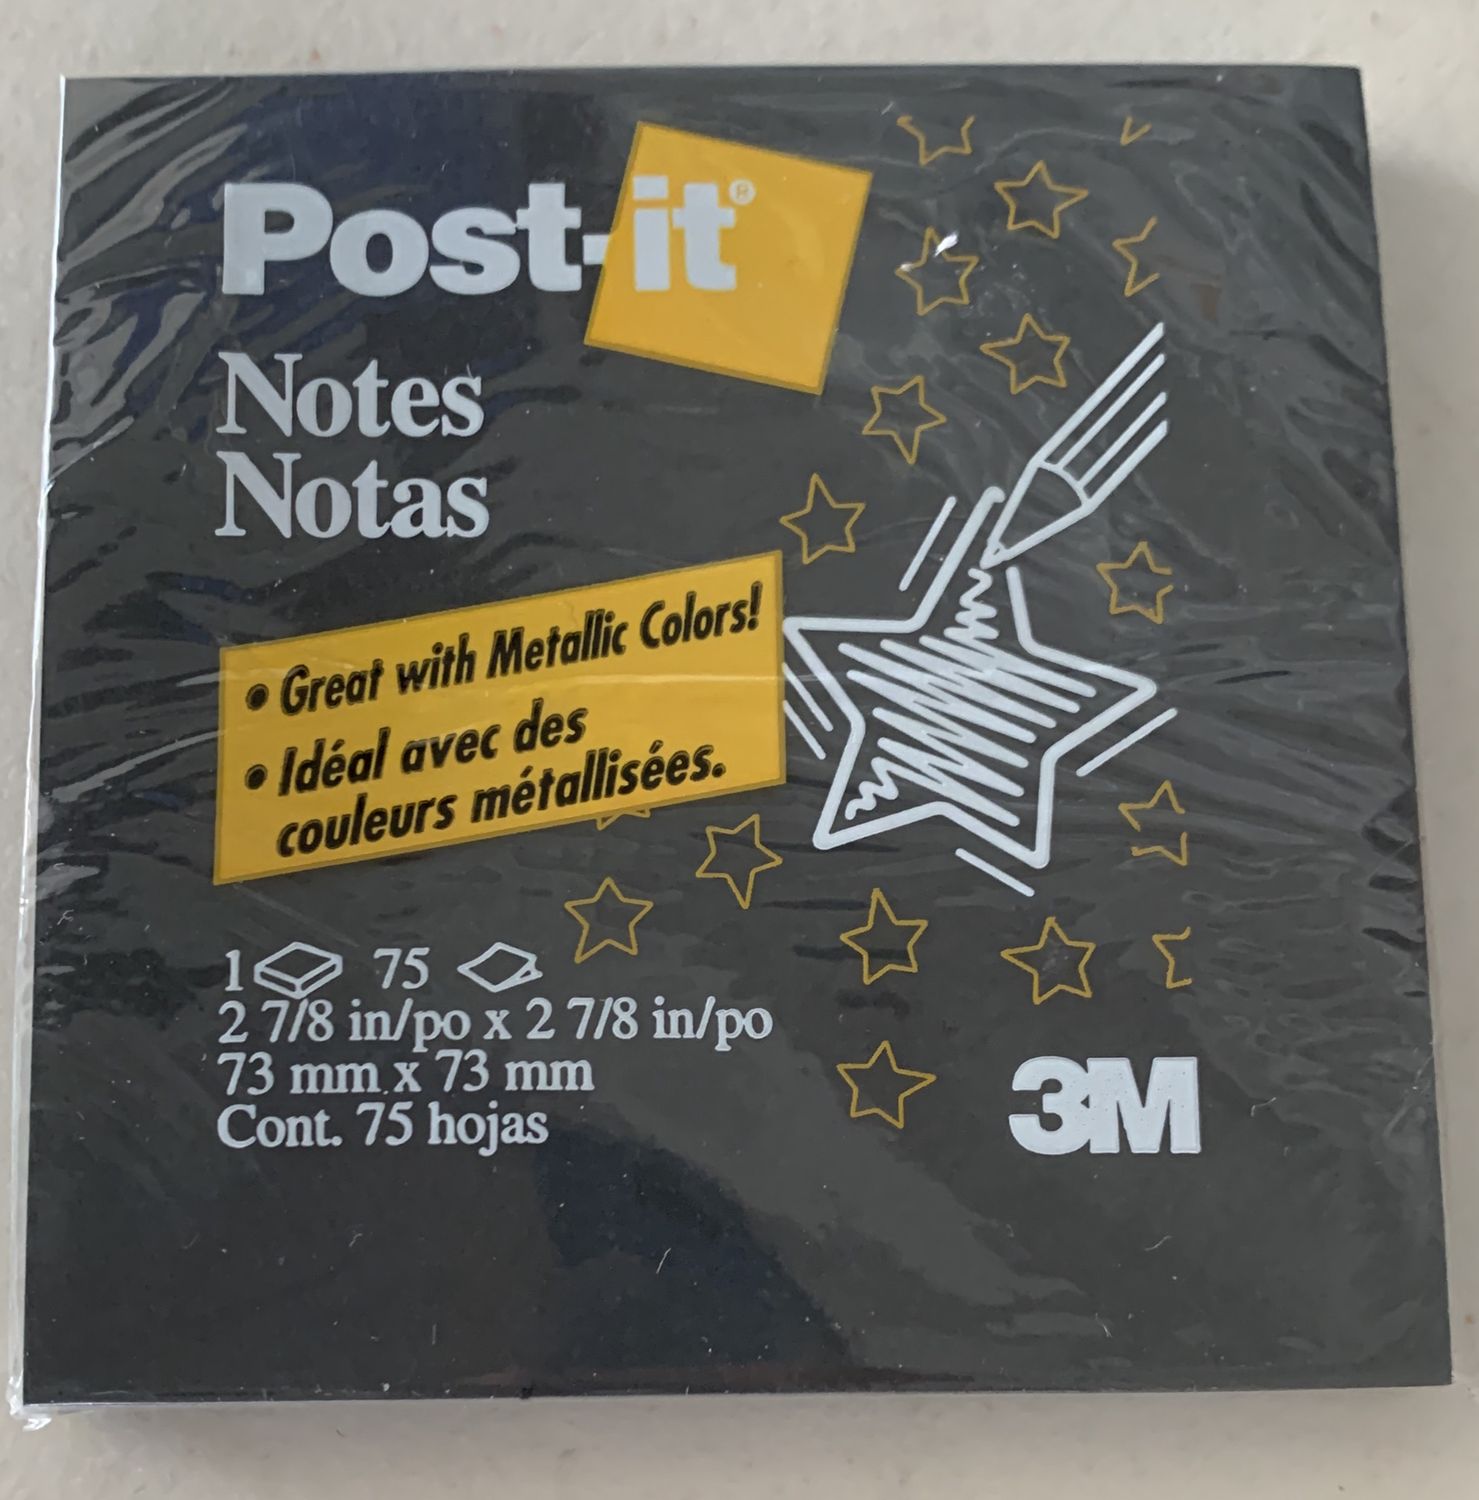 Post-it®
Notes
Notas
• Great with Metallic Colors!
• Idéal avec des
couleurs métallisées.
1 75
2 7/8 in/po x 2 7/8 in/po
73 mm x 73 mm
Cont. 75 hojas
3M